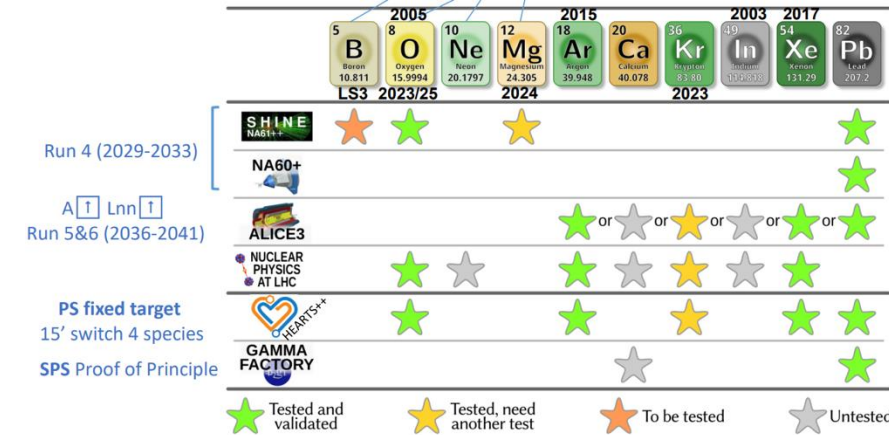 2005 2015 2003 2017
5 8 10 12 18 20 36 49 54 82
B O Ne Mg Ar Ca Kr In Xe Pb
Boron Oxygen Neon Magnesium Argon Calcium Krypton Indium Xenon Lead
10.811 15.9994 20.1797 24.305 39.948 40.078 83.80 114.818 131.29 207.2
LS3 2023/25 2024 2023
Run 4 (2029-2033)
SHINE
NA61++
NA60+
A ↑ Lnn ↑
Run 5&6 (2036-2041)
ALICE3
or or or or or
NUCLEAR
PHYSICS
AT LHC
PS fixed target
15’ switch 4 species
HEARTS++
SPS Proof of Principle
GAMMA
FACTORY
Tested and
validated
Tested, need
another test
To be tested
Untested